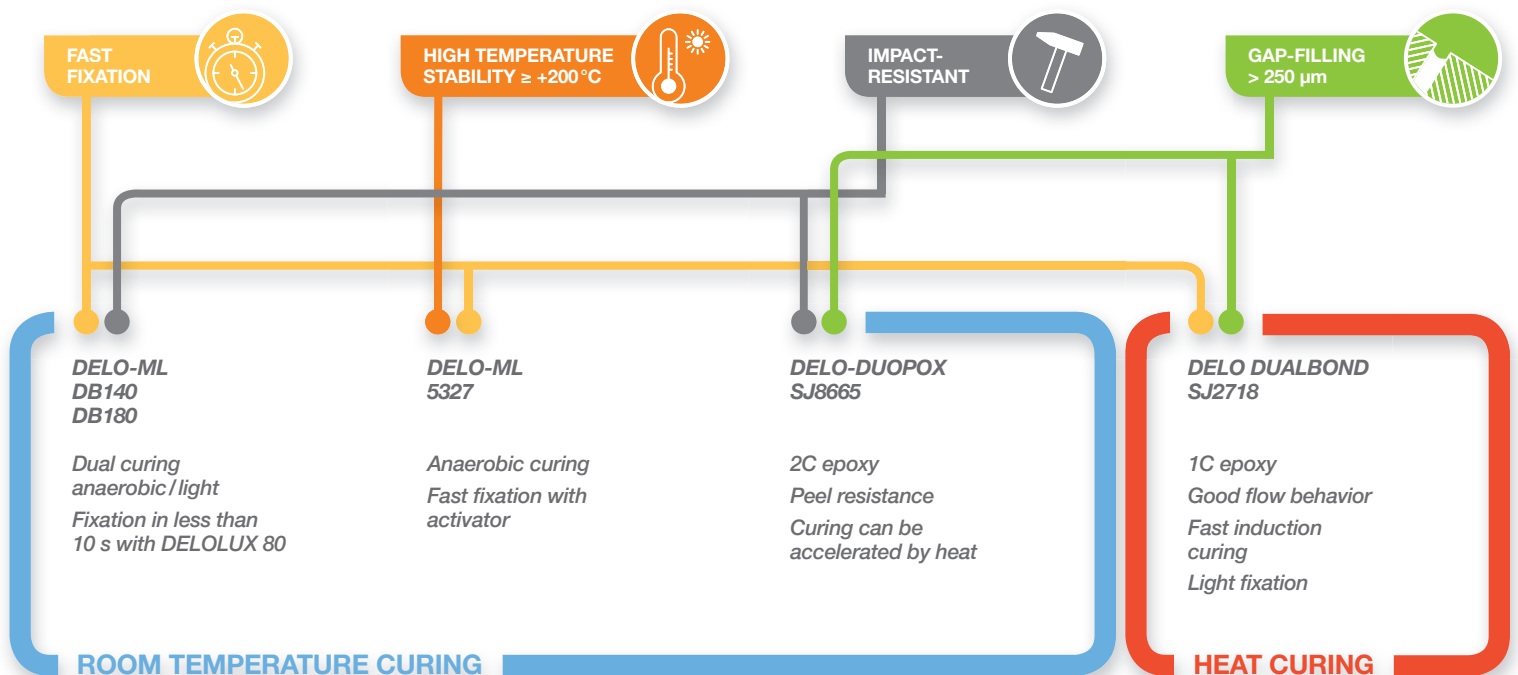 FAST
FIXATION
HIGH TEMPERATURE
STABILITY ≥ +200 °C
IMPACT-
RESISTANT
GAP-FILLING
> 250 µm
DELO-ML
DB140
DB180
Dual curing
anaerobic / light
Fixation in less than
10 s with DELOLUX 80
DELO-ML
5327
Anaerobic curing
Fast fixation with
activator
DELO-DUOPOX
SJ8665
2C epoxy
Peel resistance
Curing can be
accelerated by heat
DELO DUALBOND
SJ2718
1C epoxy
Good flow behavior
Fast induction
curing
Light fixation
ROOM TEMPERATURE CURING
HEAT CURING